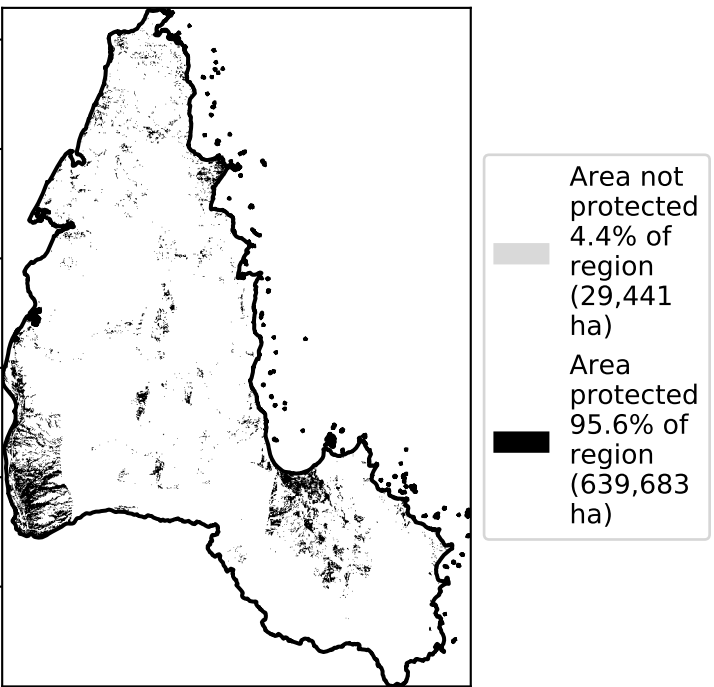 Area not
protected
4.4% of
region
(29,441
ha)
Area
protected
95.6% of
region
(639,683
ha)